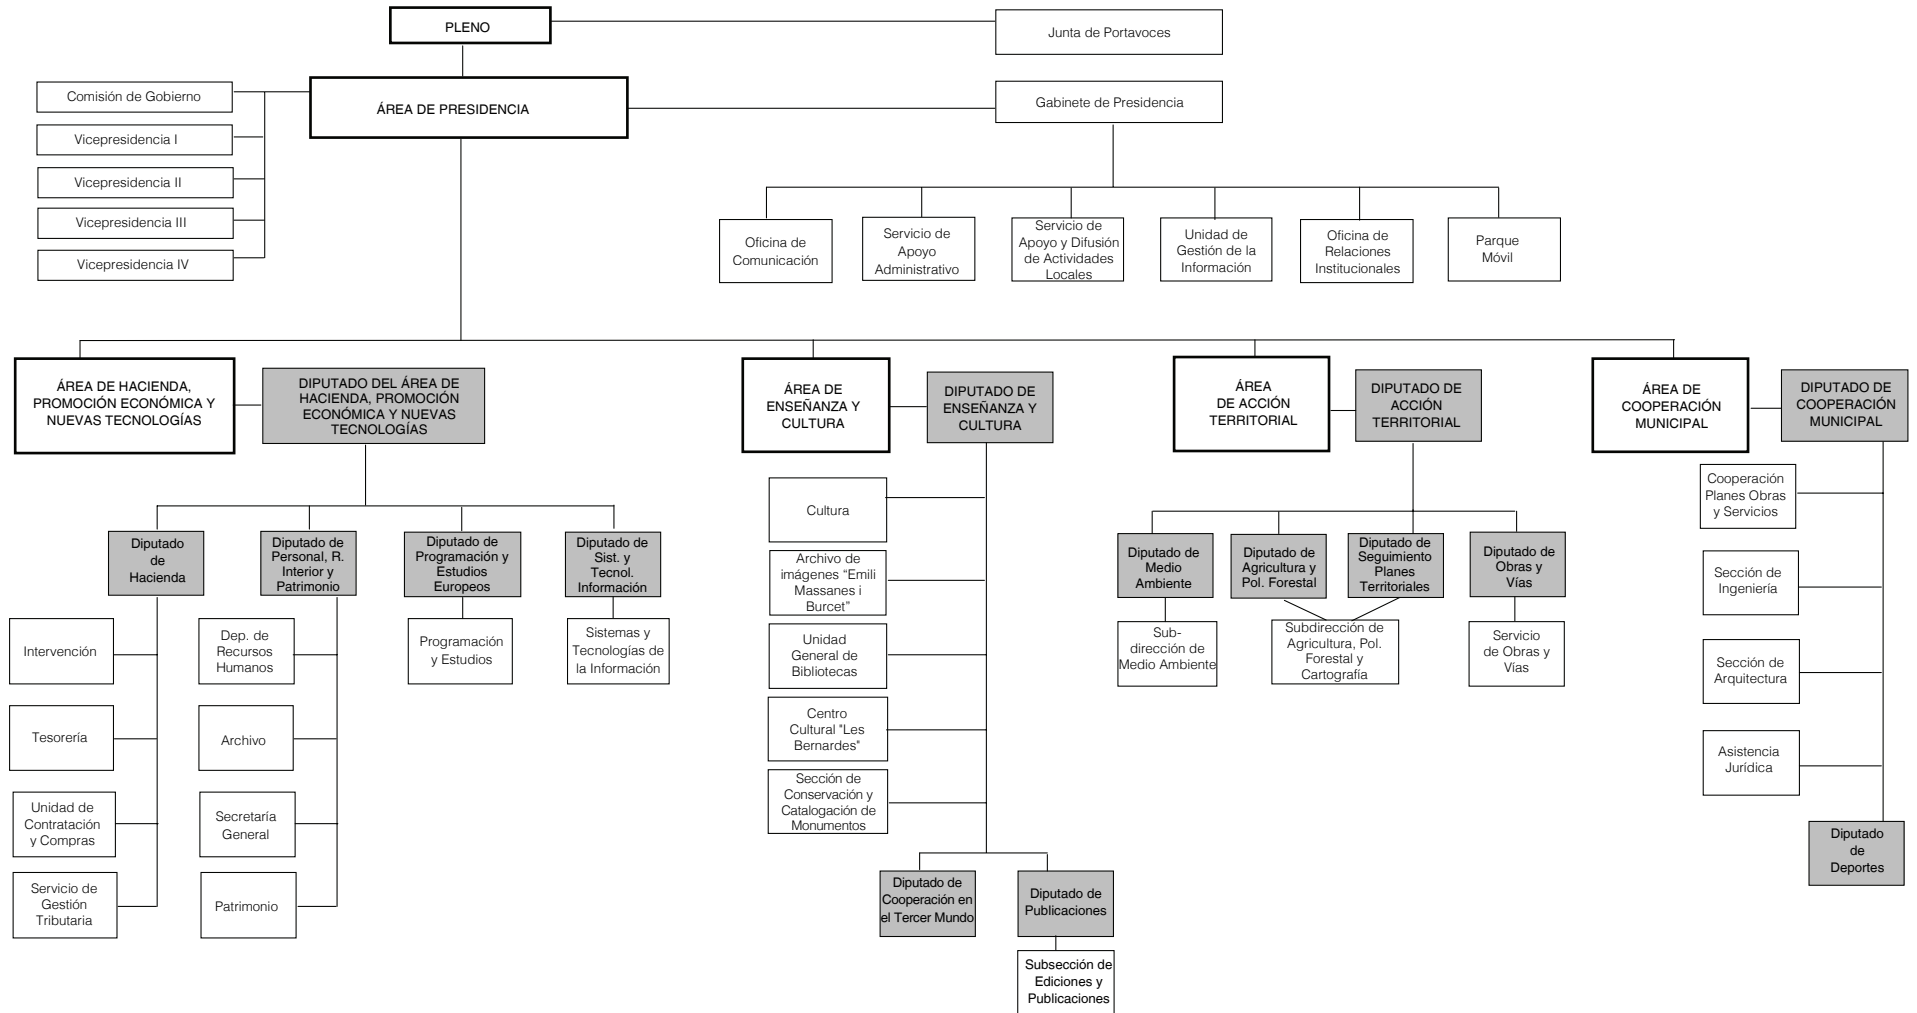 PLENO
Junta de Portavoces
Comisión de Gobierno
ÁREA DE PRESIDENCIA
Gabinete de Presidencia
Vicepresidencia I
Vicepresidencia II
Vicepresidencia III
Vicepresidencia IV
Oficina de
Comunicación
Servicio de
Apoyo
Administrativo
Servicio de
Apoyo y Difusión
de Actividades
Locales
Unidad de
Gestión de la
Información
Oficina de
Relaciones
Institucionales
Parque
Móvil
ÁREA DE HACIENDA,
PROMOCIÓN ECONÓMICA Y
NUEVAS TECNOLOGÍAS
DIPUTADO DEL ÁREA DE
HACIENDA, PROMOCIÓN
ECONÓMICA Y NUEVAS
TECNOLOGÍAS
ÁREA DE
ENSEÑANZA Y
CULTURA
DIPUTADO DE
ENSEÑANZA Y
CULTURA
ÁREA
DE ACCIÓN
TERRITORIAL
DIPUTADO DE
ACCIÓN
TERRITORIAL
ÁREA DE
COOPERACIÓN
MUNICIPAL
DIPUTADO DE
COOPERACIÓN
MUNICIPAL
Diputado
de
Hacienda
Diputado de
Personal, R.
Interior y
Patrimonio
Diputado de
Programación y
Estudios
Europeos
Diputado de
Sist. y
Tecnol.
Información
Intervención
Tesorería
Unidad de
Contratación
y Compras
Servicio de
Gestión
Tributaria
Dep. de
Recursos
Humanos
Archivo
Secretaría
General
Patrimonio
Programación
y Estudios
Sistemas y
Tecnologías de
la Información
Cultura
Archivo de
imágenes “Emili
Massanes i
Burcet”
Unidad
General de
Bibliotecas
Centro
Cultural "Les
Bernardes"
Sección de
Conservación y
Catalogación de
Monumentos
Diputado de
Cooperación en
el Tercer Mundo
Diputado de
Publicaciones
Subsección de
Ediciones y
Publicaciones
Diputado de
Medio
Ambiente
Diputado de
Agricultura y
Pol. Forestal
Diputado de
Seguimiento
Planes
Territoriales
Diputado de
Obras y
Vías
Sub-
dirección de
Medio Ambiente
Subdirección de
Agricultura, Pol.
Forestal y
Cartografía
Servicio
de Obras y
Vías
Cooperación
Planes Obras
y Servicios
Sección de
Ingeniería
Sección de
Arquitectura
Asistencia
Jurídica
Diputado
de
Deportes